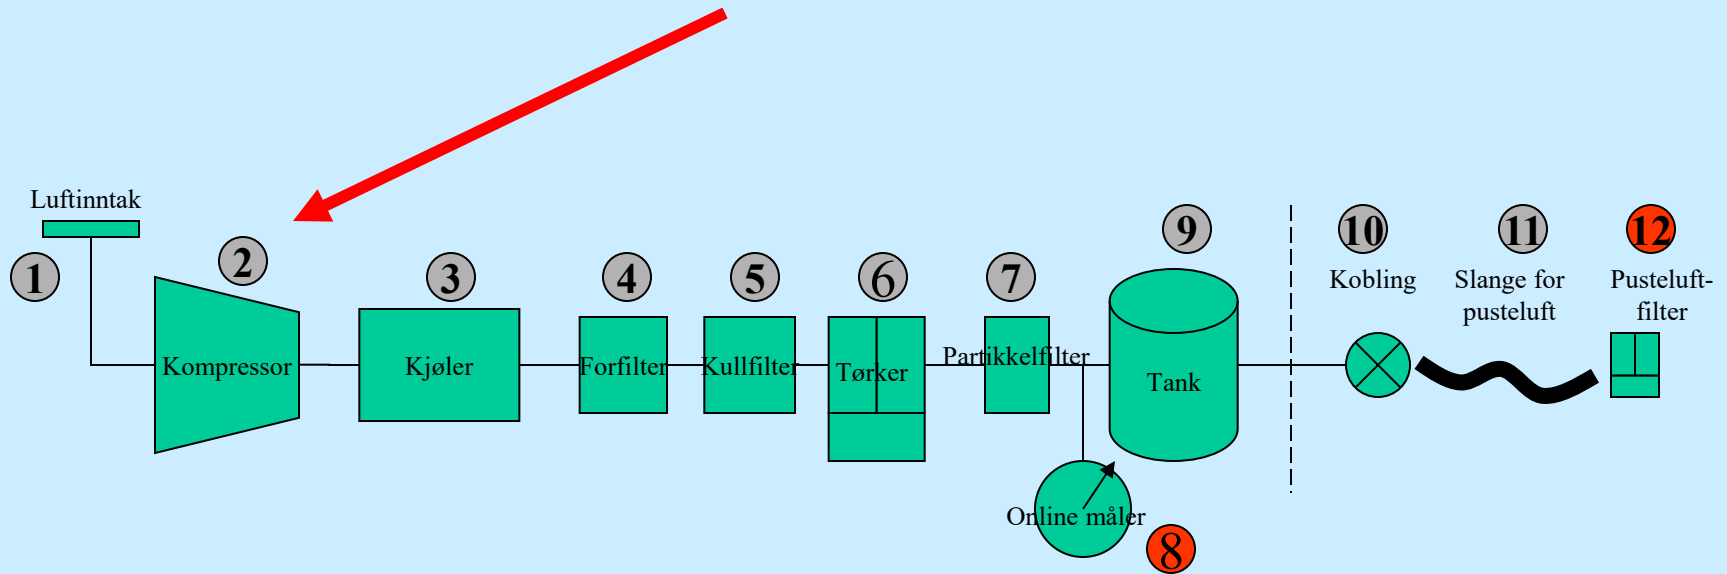 Luftinntak
1
2
Kompressor
3
Kjøler
4
Forfilter
5
Kullfilter
6
Tørker
7
Partikkelfilter
Online måler
8
9
Tank
10
Kobling
11
Slange for
pusteluft
12
Pusteluft-
filter